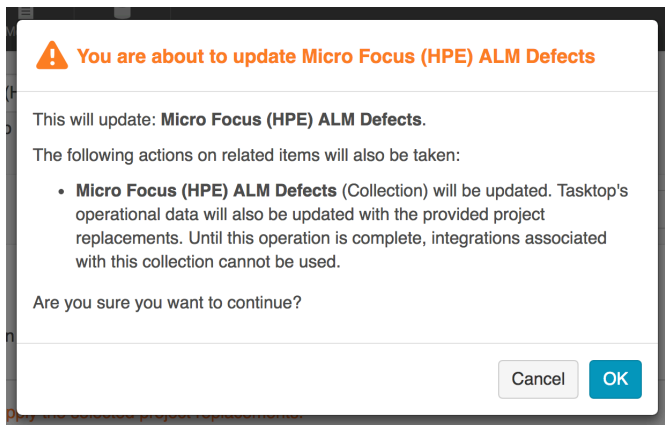 You are about to update Micro Focus (HPE) ALM Defects
This will update: Micro Focus (HPE) ALM Defects.
The following actions on related items will also be taken:
• Micro Focus (HPE) ALM Defects (Collection) will be updated. Tasktop's
operational data will also be updated with the provided project
replacements. Until this operation is complete, integrations associated
with this collection cannot be used.
Are you sure you want to continue?
Cancel OK